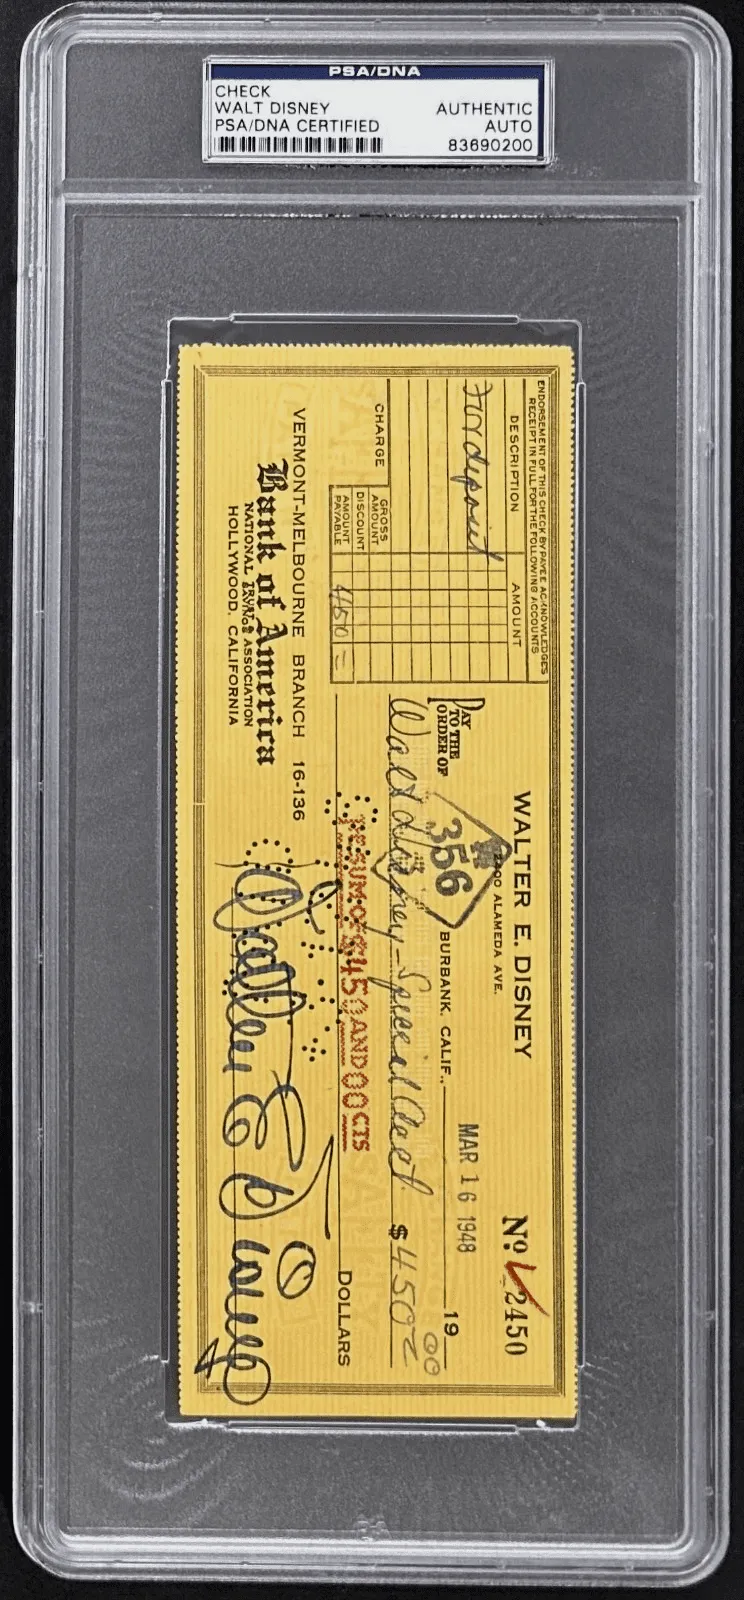 PSA/DNA
CHECK
WALT DISNEY
PSA/DNA CERTIFIED
AUTHENTIC
AUTO
83690200
ENDORSEMENT OF THIS CHECK BY PAYEE ACKNOWLEDGES
RECEIPT IN FULL FOR THE FOLLOWING ACCOUNTS
DESCRIPTION
AMOUNT
For deposit
CHARGE
GROSS AMOUNT
DISCOUNT
AMOUNT PAYABLE
450=
WALTER E. DISNEY
2400 ALAMEDA AVE.
BURBANK, CALIF.,
MAR 16 1948
19
Nº 2450
356
PAY
TO THE
ORDER OF
Walt Disney - Special Acct.
$ 450 00
THE SUM OF $450 AND 00 CTS
DOLLARS
VERMONT-MELBOURNE BRANCH 16-136
Bank of America
NATIONAL TRUST & SAVINGS ASSOCIATION
HOLLYWOOD, CALIFORNIA
Walter E Disney